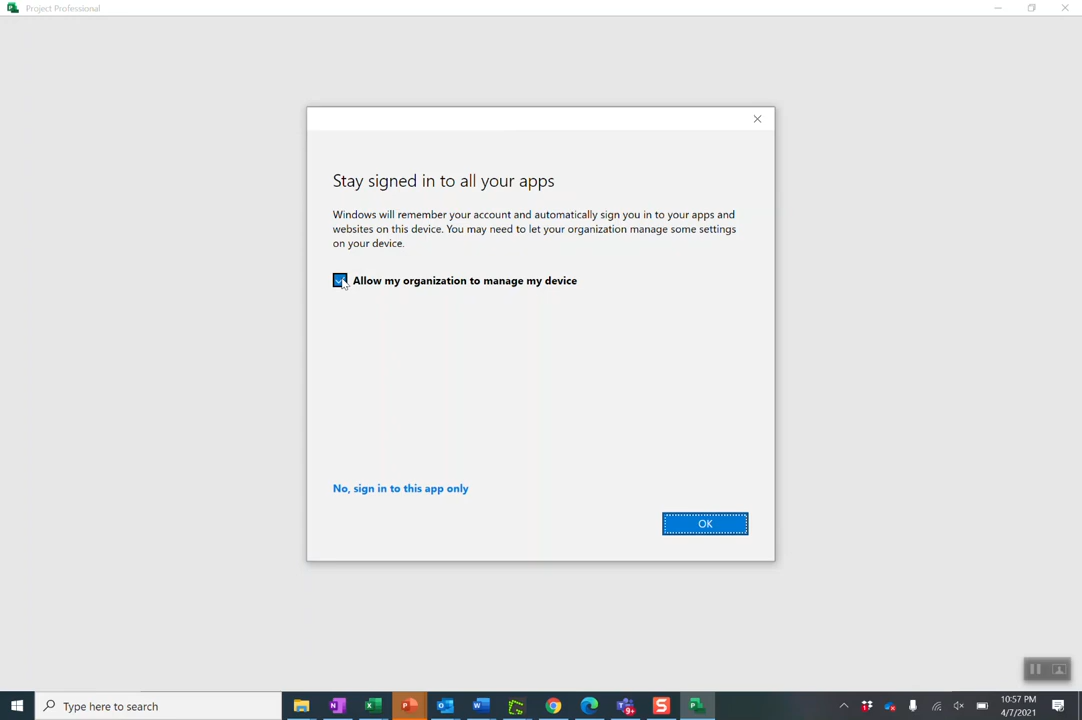 Project Professional
Stay signed in to all your apps
Windows will remember your account and automatically sign you in to your apps and
websites on this device. You may need to let your organization manage some settings
on your device.
Allow my organization to manage my device
No, sign in to this app only
OK
Type here to search
10:57 PM
4/7/2021